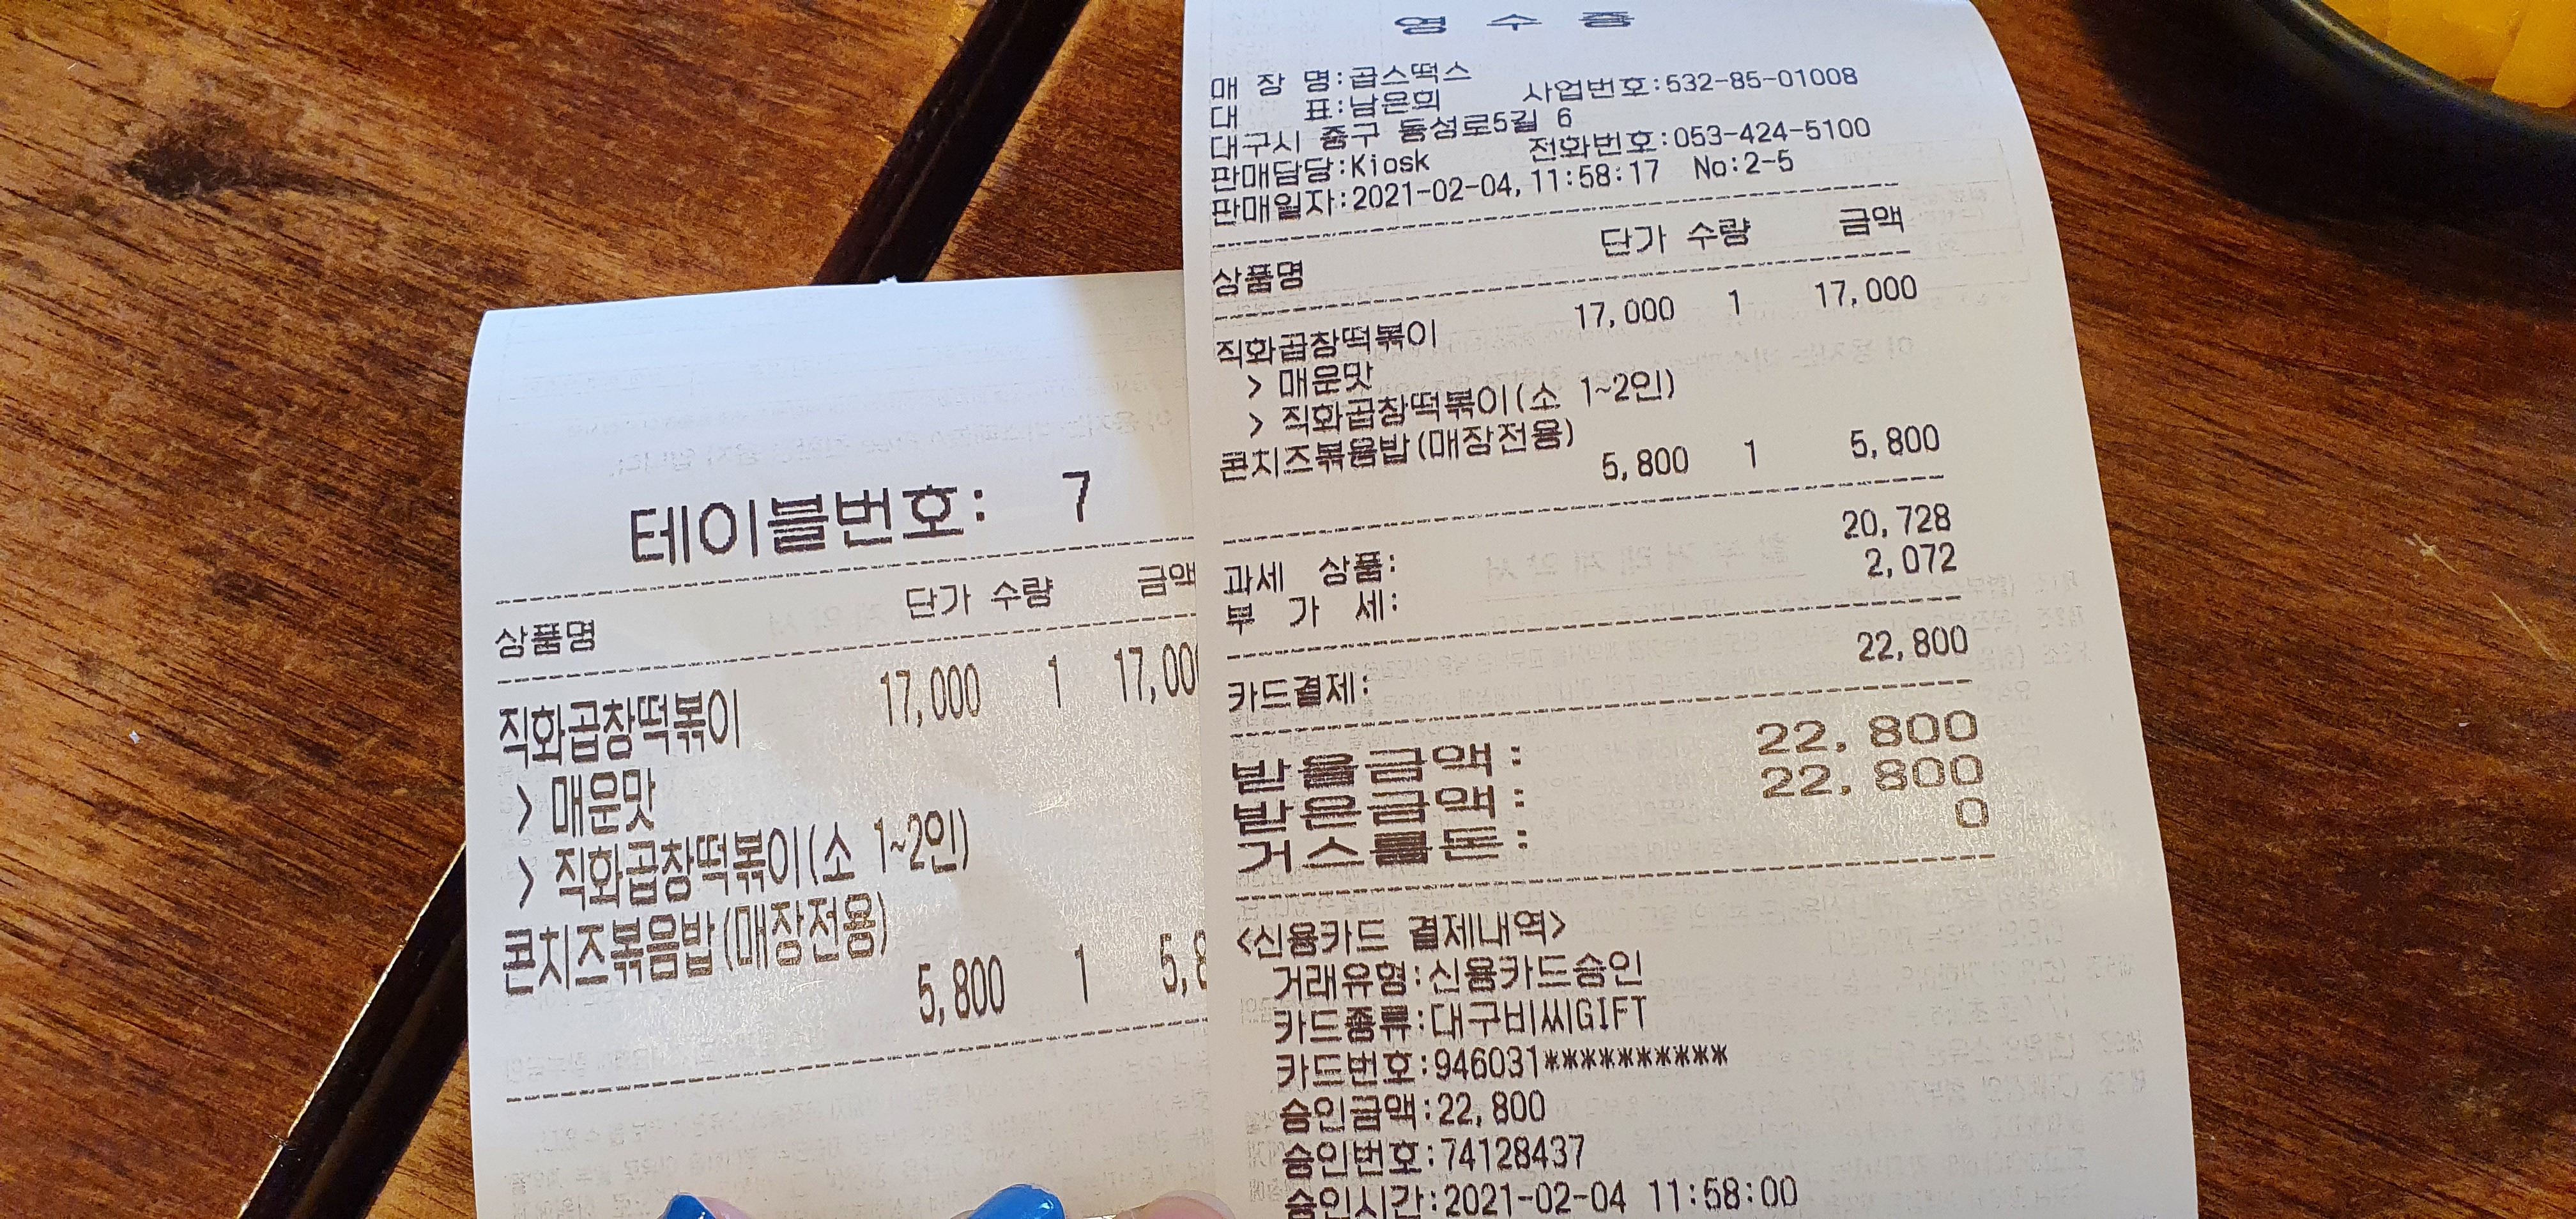 테이블번호: 7
상품명 단가 수량 금액
직화곱창떡볶이 17,000 1 17,00
> 매운맛
> 직화곱창떡볶이(소 1~2인)
콘치즈볶음밥(매장전용)
5,800 1 5,8
영 수 증
매 장 명:곱스떡스
대 표:남은희 사업번호:532-85-01008
대구시 중구 동성로5길 6
판매담당:Kiosk 전화번호:053-424-5100
판매일자:2021-02-04, 11:58:17 No:2-5
상품명 단가 수량 금액
직화곱창떡볶이 17,000 1 17,000
> 매운맛
> 직화곱창떡볶이(소 1~2인)
콘치즈볶음밥(매장전용)
5,800 1 5,800
과세 상품: 20,728
부 가 세: 2,072
카드결제: 22,800
받을금액: 22,800
받은금액: 22,800
거스름돈: 0
<신용카드 결제내역>
거래유형:신용카드승인
카드종류:대구비씨GIFT
카드번호:946031**********
승인금액:22,800
승인번호:74128437
승인시간:2021-02-04 11:58:00